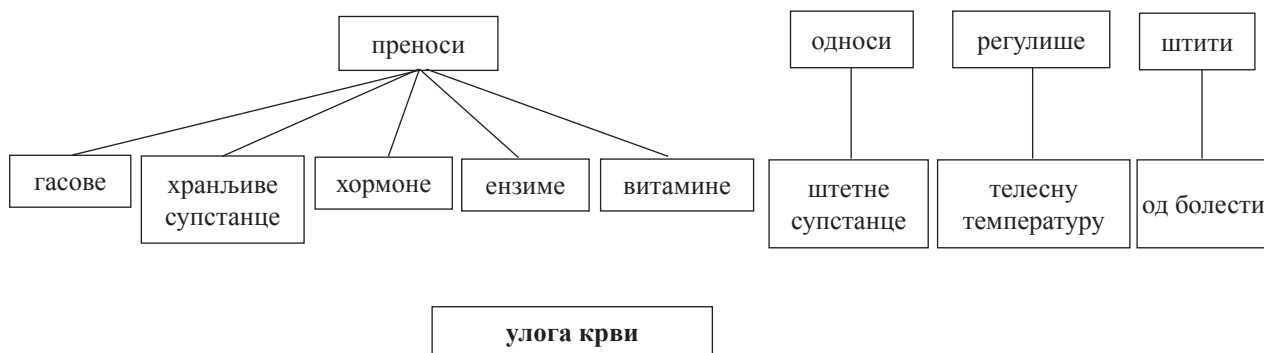 преноси
односи
регулише
штити
гасове
хранљиве
супстанце
хормоне
ензиме
витамине
штетне
супстанце
телесну
температуру
од болести
улога крви